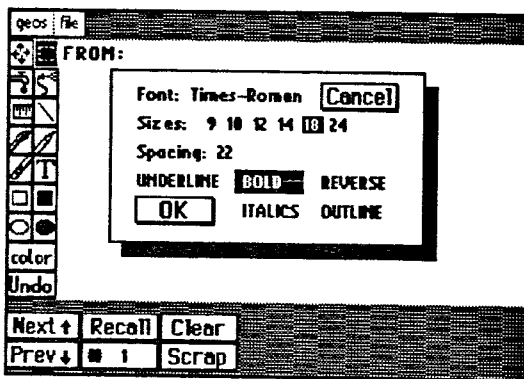 geos file
FROM:
Font: Times-Roman Cancel
Sizes: 9 10 12 14 18 24
Spacing: 22
UNDERLINE BOLD REVERSE
OK ITALICS OUTLINE
T
color
Undo
Next ↓ Recall Clear
Prev ↓ # 1 Scrap